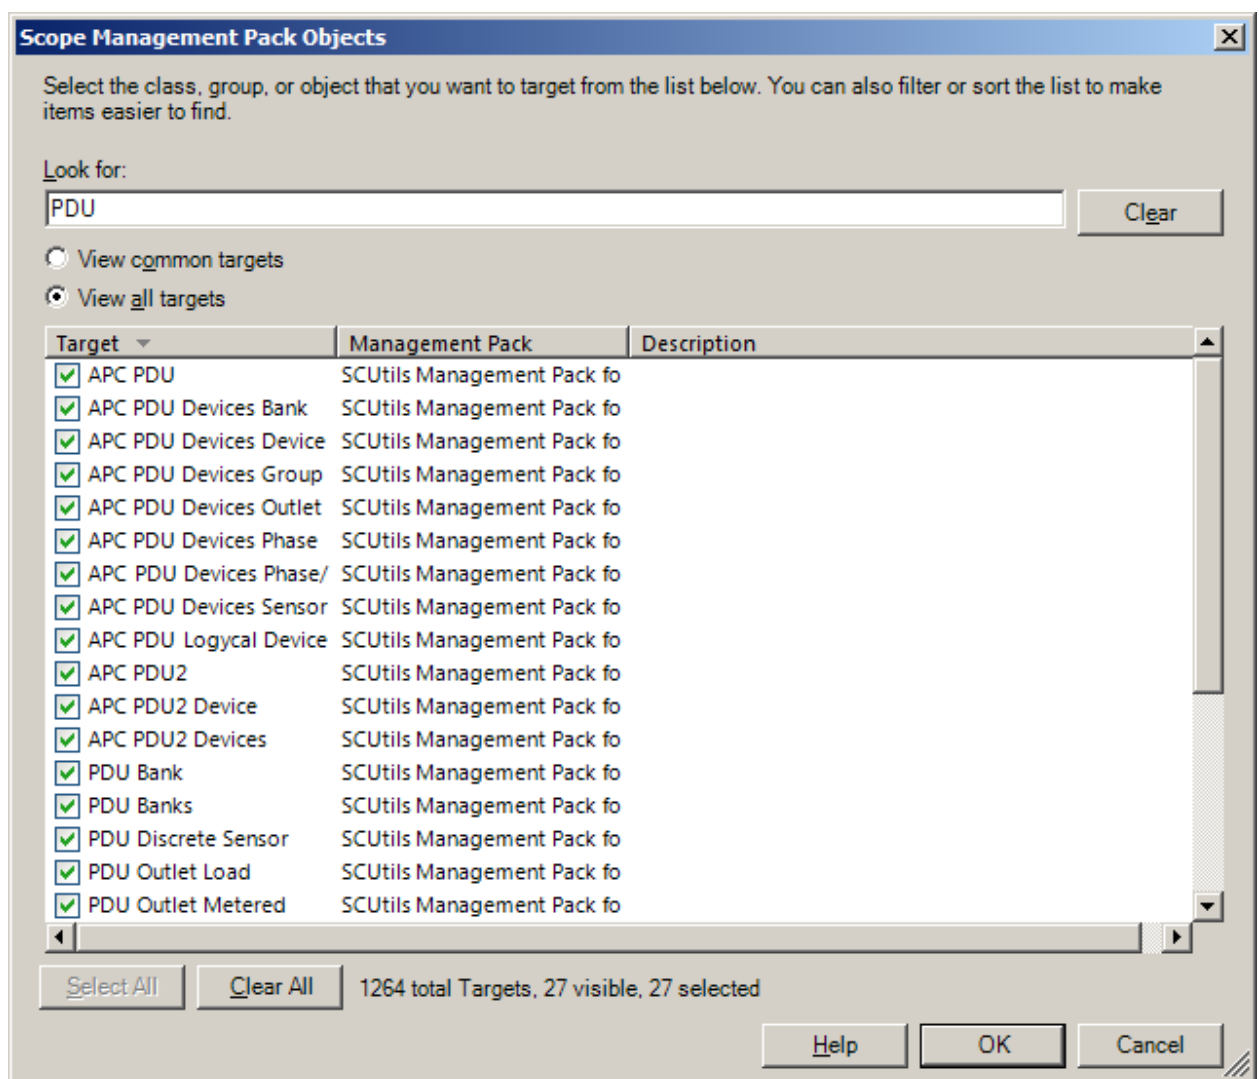 Scope Management Pack Objects
Select the class, group, or object that you want to target from the list below. You can also filter or sort the list to make
items easier to find.
Look for:
PDU
Clear
View common targets
View all targets
Target Management Pack Description
APC PDU SCUtils Management Pack fo
APC PDU Devices Bank SCUtils Management Pack fo
APC PDU Devices Device SCUtils Management Pack fo
APC PDU Devices Group SCUtils Management Pack fo
APC PDU Devices Outlet SCUtils Management Pack fo
APC PDU Devices Phase SCUtils Management Pack fo
APC PDU Devices Phase/ SCUtils Management Pack fo
APC PDU Devices Sensor SCUtils Management Pack fo
APC PDU Logycal Device SCUtils Management Pack fo
APC PDU2 SCUtils Management Pack fo
APC PDU2 Device SCUtils Management Pack fo
APC PDU2 Devices SCUtils Management Pack fo
PDU Bank SCUtils Management Pack fo
PDU Banks SCUtils Management Pack fo
PDU Discrete Sensor SCUtils Management Pack fo
PDU Outlet Load SCUtils Management Pack fo
PDU Outlet Metered SCUtils Management Pack fo
Select All Clear All 1264 total Targets, 27 visible, 27 selected
Help OK Cancel